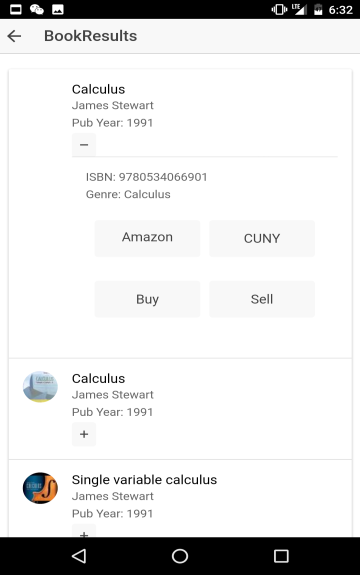 LTE 6:32
BookResults
Calculus
James Stewart
Pub Year: 1991
−
ISBN: 9780534066901
Genre: Calculus
Amazon CUNY
Buy Sell
Calculus
James Stewart
Pub Year: 1991
+
Single variable calculus
James Stewart
Pub Year: 1991
+